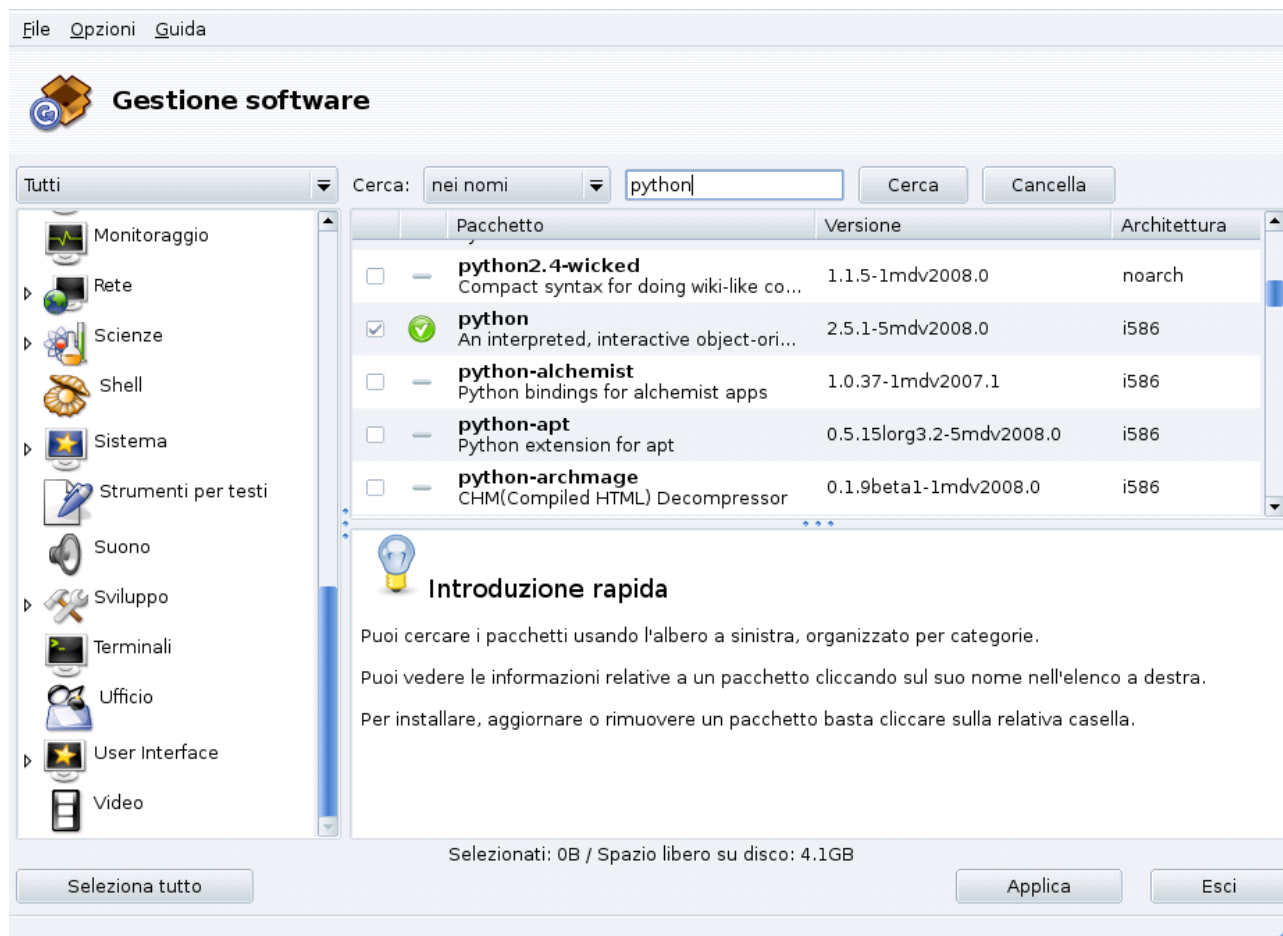 File Opzioni Guida
Gestione software
Tutti
Cerca: nei nomi python Cerca Cancella
Pacchetto Versione Architettura
Monitoraggio
Rete
Scienze
Shell
Sistema
Strumenti per testi
Suono
Sviluppo
Terminali
Ufficio
User Interface
Video
python2.4-wicked 1.1.5-1mdv2008.0 noarch
Compact syntax for doing wiki-like co...
python 2.5.1-5mdv2008.0 i586
An interpreted, interactive object-ori...
python-alchemist 1.0.37-1mdv2007.1 i586
Python bindings for alchemist apps
python-apt 0.5.15lorg3.2-5mdv2008.0 i586
Python extension for apt
python-archmage 0.1.9beta1-1mdv2008.0 i586
CHM(Compiled HTML) Decompressor
Introduzione rapida
Puoi cercare i pacchetti usando l'albero a sinistra, organizzato per categorie.
Puoi vedere le informazioni relative a un pacchetto cliccando sul suo nome nell'elenco a destra.
Per installare, aggiornare o rimuovere un pacchetto basta cliccare sulla relativa casella.
Selezionati: 0B / Spazio libero su disco: 4.1GB
Seleziona tutto Applica Esci